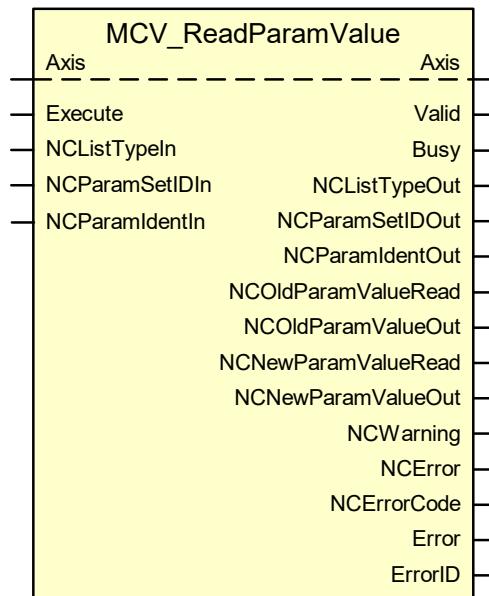 MCV_ReadParamValue
Axis Axis
Execute Valid
NCListTypeIn Busy
NCParamSetIDIn NCListTypeOut
NCParamIdentIn NCParamSetIDOut
NCParamIdentOut
NCOldParamValueRead
NCOldParamValueOut
NCNewParamValueRead
NCNewParamValueOut
NCWarning
NCError
NCErrorCode
Error
ErrorID